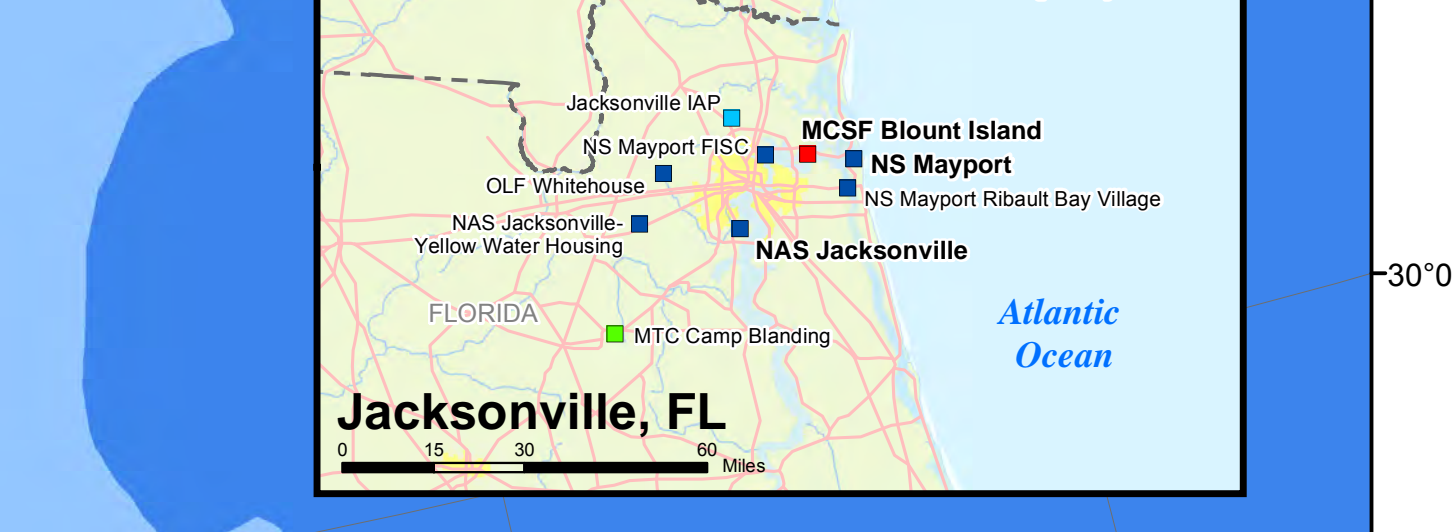 Jacksonville IAP
MCSF Blount Island
NS Mayport FISC
NS Mayport
OLF Whitehouse
NS Mayport Ribault Bay Village
NAS Jacksonville-
Yellow Water Housing
NAS Jacksonville
30°0
FLORIDA
Atlantic
Ocean
MTC Camp Blanding
Jacksonville, FL
0 15 30 60
Miles